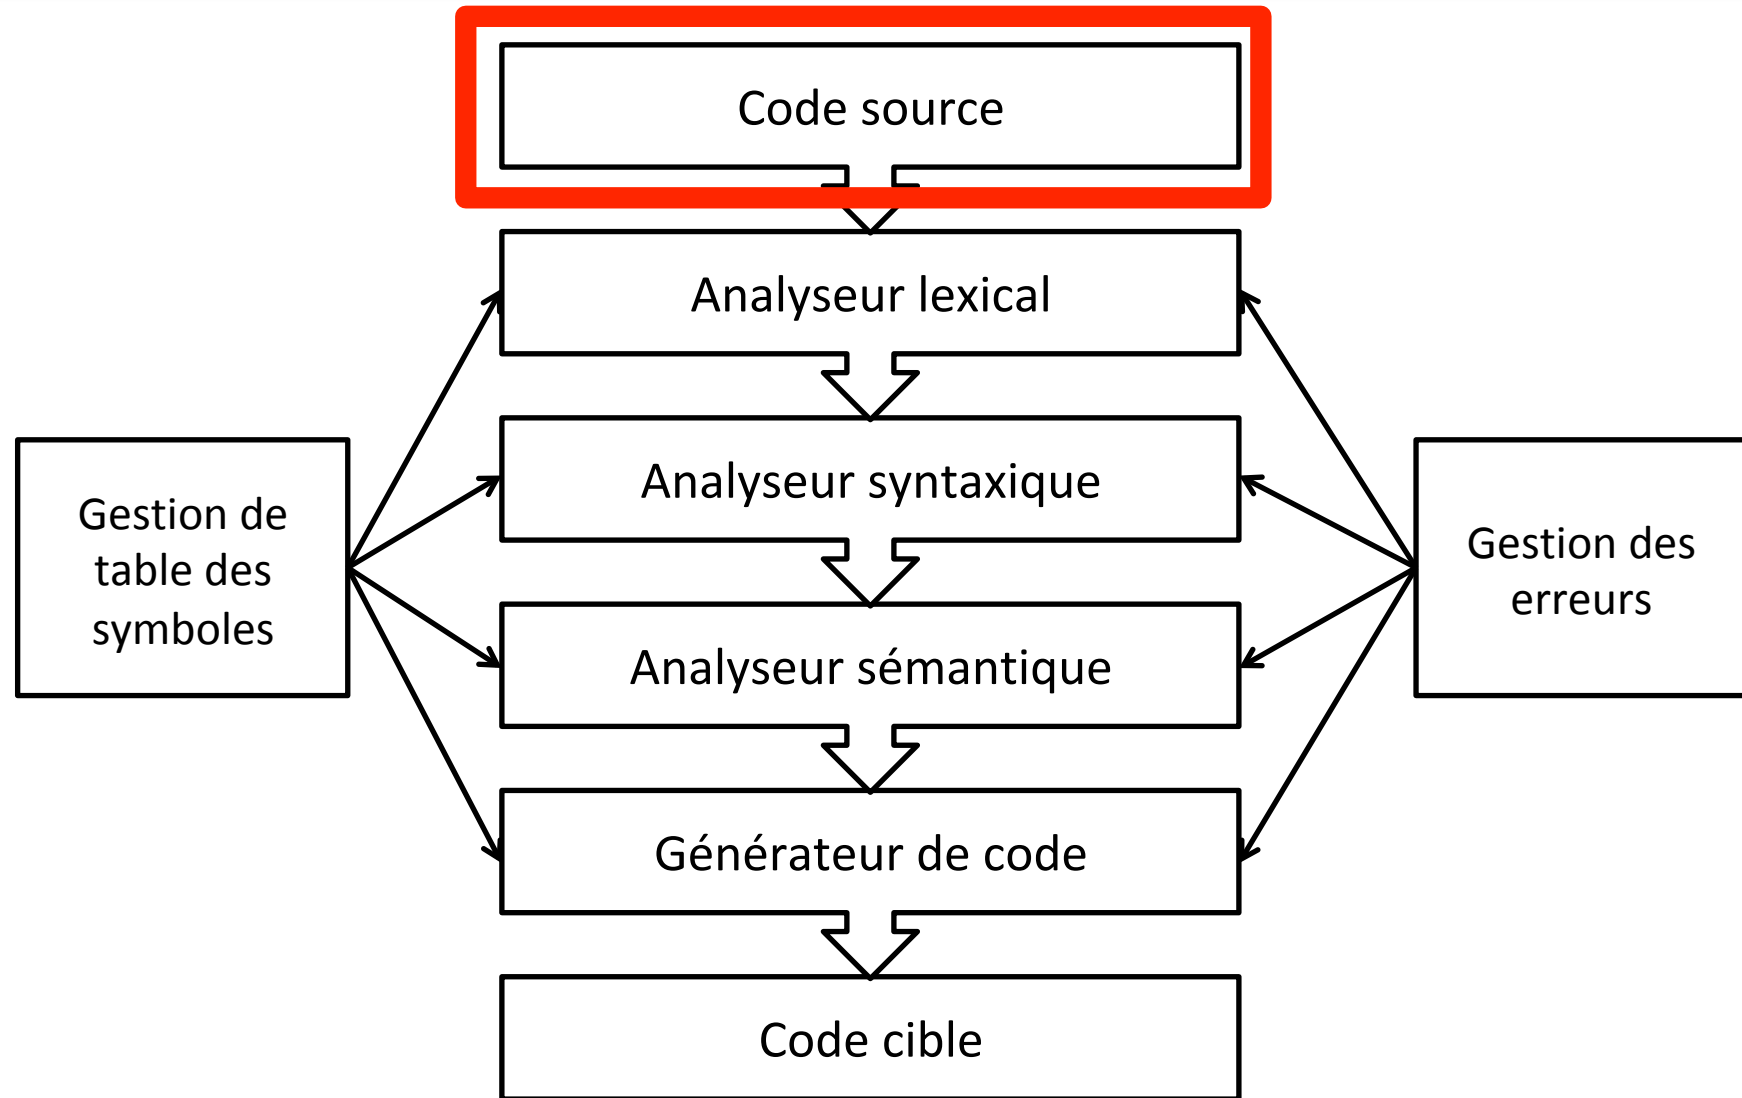 Code source
Analyseur lexical
Analyseur syntaxique
Gestion de
table des
symboles
Gestion des
erreurs
Analyseur sémantique
Générateur de code
Code cible